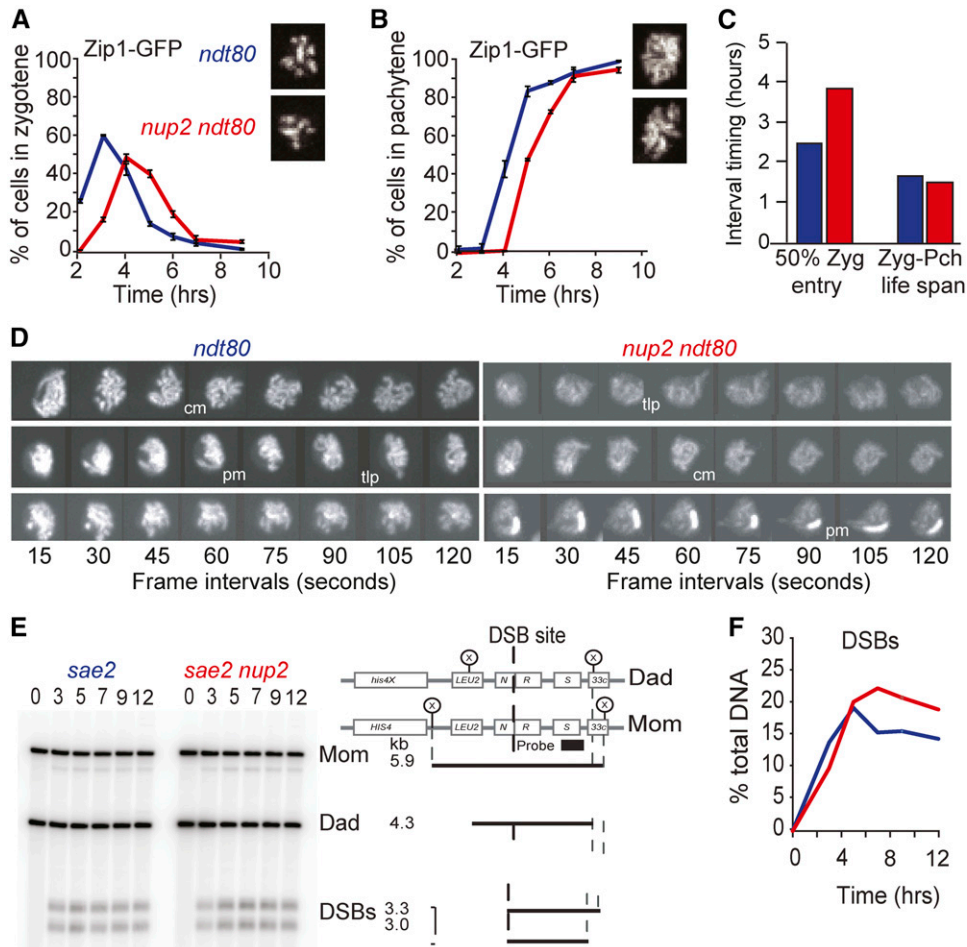 A
Zip1-GFP
ndt80
nup2 ndt80
% of cells in zygotene
100
80
60
40
20
0
2 4 6 8 10
Time (hrs)
B
Zip1-GFP
% of cells in pachytene
100
80
60
40
20
0
2 4 6 8 10
Time (hrs)
C
Interval timing (hours)
5
4
3
2
1
0
50% Zyg
entry
Zyg-Pch
life span
D
ndt80
nup2 ndt80
cm
pm
tlp
tlp
cm
pm
15 30 45 60 75 90 105 120
Frame intervals (seconds)
15 30 45 60 75 90 105 120
Frame intervals (seconds)
E
sae2
sae2 nup2
0 3 5 7 9 12
0 3 5 7 9 12
DSB site
X X
his4X LEU2 N R S 33c Dad
X X
HIS4 LEU2 N R S 33c Mom
kb
Probe
Mom 5.9
Dad 4.3
DSBs 3.3
3.0
F
DSBs
% total DNA
30
25
20
15
10
5
0
0 4 8 12
Time (hrs)